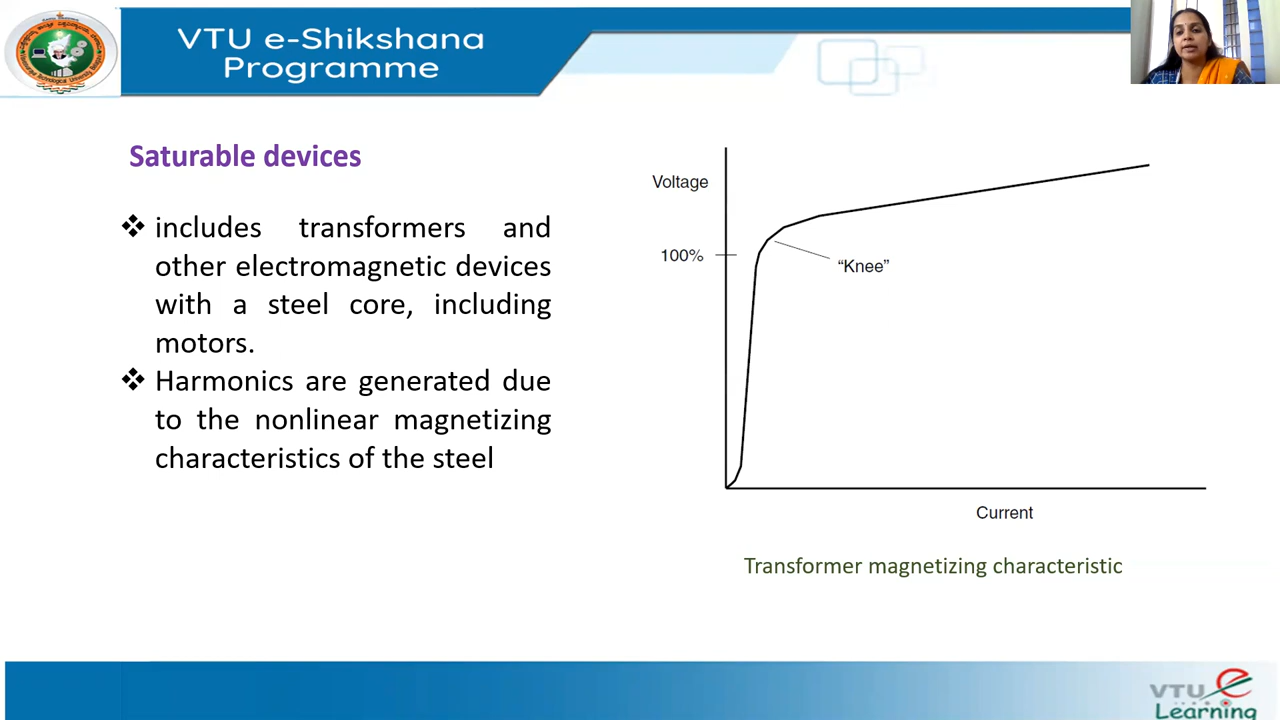 VTU e-Shikshana
Programme
Saturable devices
❖ includes transformers and
other electromagnetic devices
with a steel core, including
motors.
❖ Harmonics are generated due
to the nonlinear magnetizing
characteristics of the steel
Voltage
100%
“Knee”
Current
Transformer magnetizing characteristic
VTU e
Learning